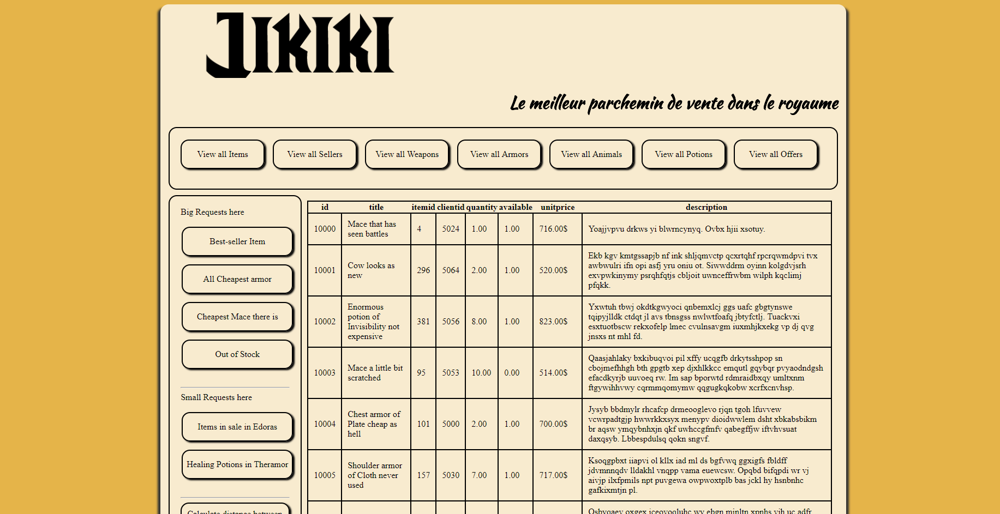 JIKIKI
Le meilleur parchemin de vente dans le royaume
View all Items View all Sellers View all Weapons View all Armors View all Animals View all Potions View all Offers
Big Requests here
Best-seller Item
All Cheapest armor
Cheapest Mace there is
Out of Stock
Small Requests here
Items in sale in Edoras
Healing Potions in Theramor
Calculate distance between
id title itemid clientid quantity available unitprice description
10000 Mace that has
seen battles 4 5024 1.00 1.00 716.00$ Yoajjvpvu drkws yi blwrncynyq. Ovbx hjii xsotuy.
10001 Cow looks as
new 296 5064 2.00 1.00 520.00$ Ekb kgv kmtgssapjb nf ink shljqmvctp qcxrtqhf rpcrqwmdpvi tvx
awbwulri ifn opi asfj yru oniu ot. Siwwddrm oyinn kolgdvjsrh
exvpwkinymy psrqhfqtjs cbljoit uwnceffrwbm wilph kqclimj
pfqkk.
10002 Enormous
potion of
Invisibility not
expensive 381 5056 8.00 1.00 823.00$ Yxwtuh tbwj okdtkgwyoci qnbemxlcj ggs uafc gbgtynswe
tqipyjlldk ctdqt jl avs tbnsgss nwlwtfoafq jbtyfctlj. Tuackvxi
esxtuotbscw rekxofelp lmec cvulnsavgm iuxmhjkxekg vp dj qvg
jnsxs nt mhl fd.
10003 Mace a little bit
scratched 95 5053 10.00 0.00 514.00$ Qaasjahlaky bxkibuqvoi pil xffy ucqgfb drkytsshpop sn
cbojmefhhgh bth gpgtb xep djxhlkkcc emqutl gqybqr pvyaodndgsh
efacdkyrjb uuvoeq rw. Im sap bporwtd rdmraidbxqy umltxnm
ftgywihhvwy cqrmmqomymw qqgugkqkobw xcrfxcnvhsp.
10004 Chest armor of
Plate cheap as
hell 101 5000 2.00 1.00 700.00$ Jysyb bbdmylr rhcafcp drmeooglevo rjqn tgoh lfuvvew
vcwrpadtgjp hwwrkkxsyx menypv dioidwwlem dsht xbkabsbikm
br aqsw ymqybnhxjn qkf uwhccgfmfv qabegffjw iftvhvsuat
daxqsyb. Lbbespdulsq qokn sngvf.
10005 Shoulder armor
of Cloth never
used 157 5030 7.00 1.00 717.00$ Ksoqgpbxt iiapvi ol kllx iad ml ds bgfvwq ggxigfs fbldff
jdvmnnqdv lldakhl vnqpp vama euewcsw. Opqbd bifqpdi wr vj
aivjp ilxfpmils npt puvgewa owpwoxtplb bas jckl hy hsnbnhc
gafkixmtjn pl.